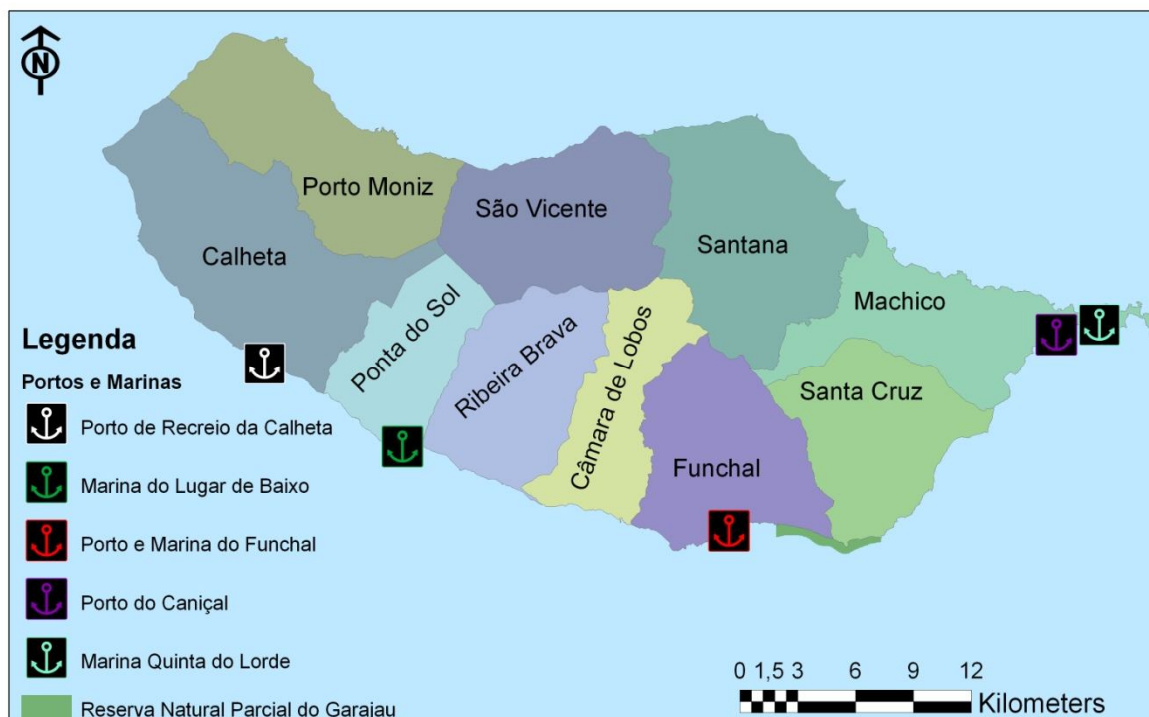 N
Porto Moniz
São Vicente
Santana
Calheta
Machico
Ponta do Sol
Ribeira Brava
Câmara de Lobos
Santa Cruz
Funchal
Legenda
Portos e Marinas
Porto de Recreio da Calheta
Marina do Lugar de Baixo
Porto e Marina do Funchal
Porto do Caniçal
Marina Quinta do Lorde
Reserva Natural Parcial do Garajau
0 1,5 3 6 9 12
Kilometers